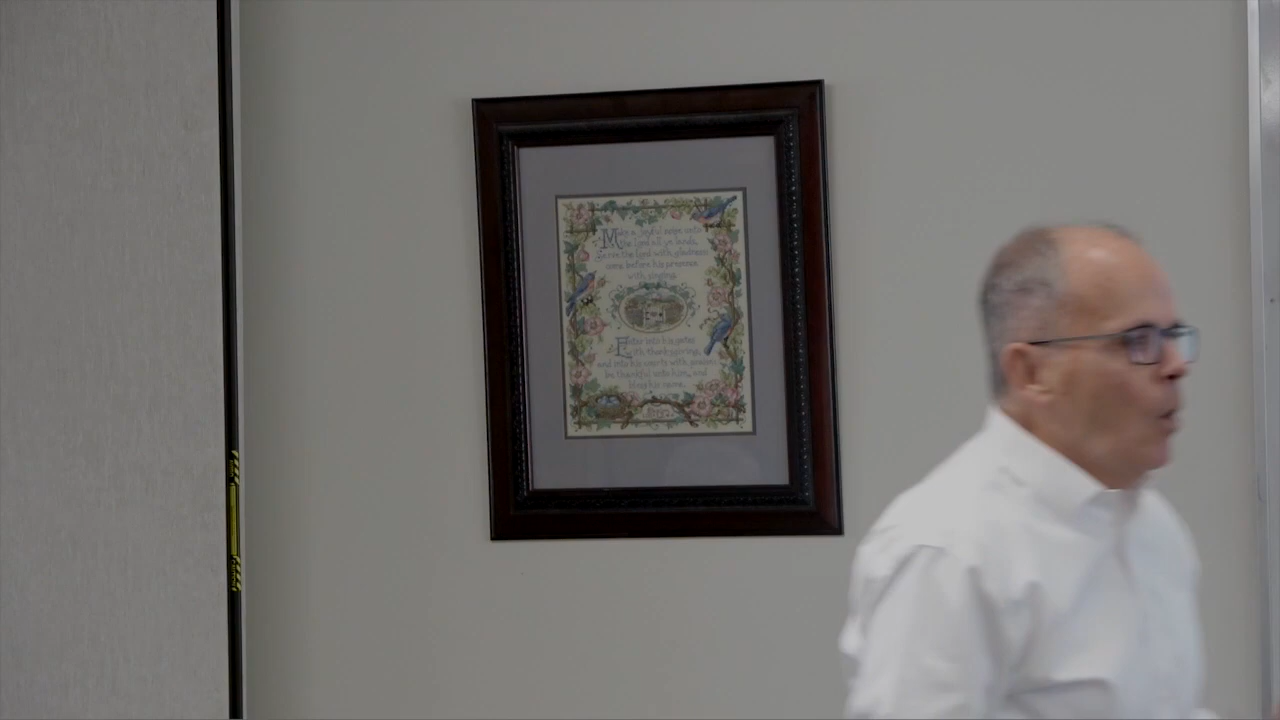 Make a joyful noise unto
the Lord all ye lands.
Serve the Lord with gladness:
come before his presence
with singing.
Enter into his gates
with thanksgiving,
and into his courts with praise:
be thankful unto him, and
bless his name.